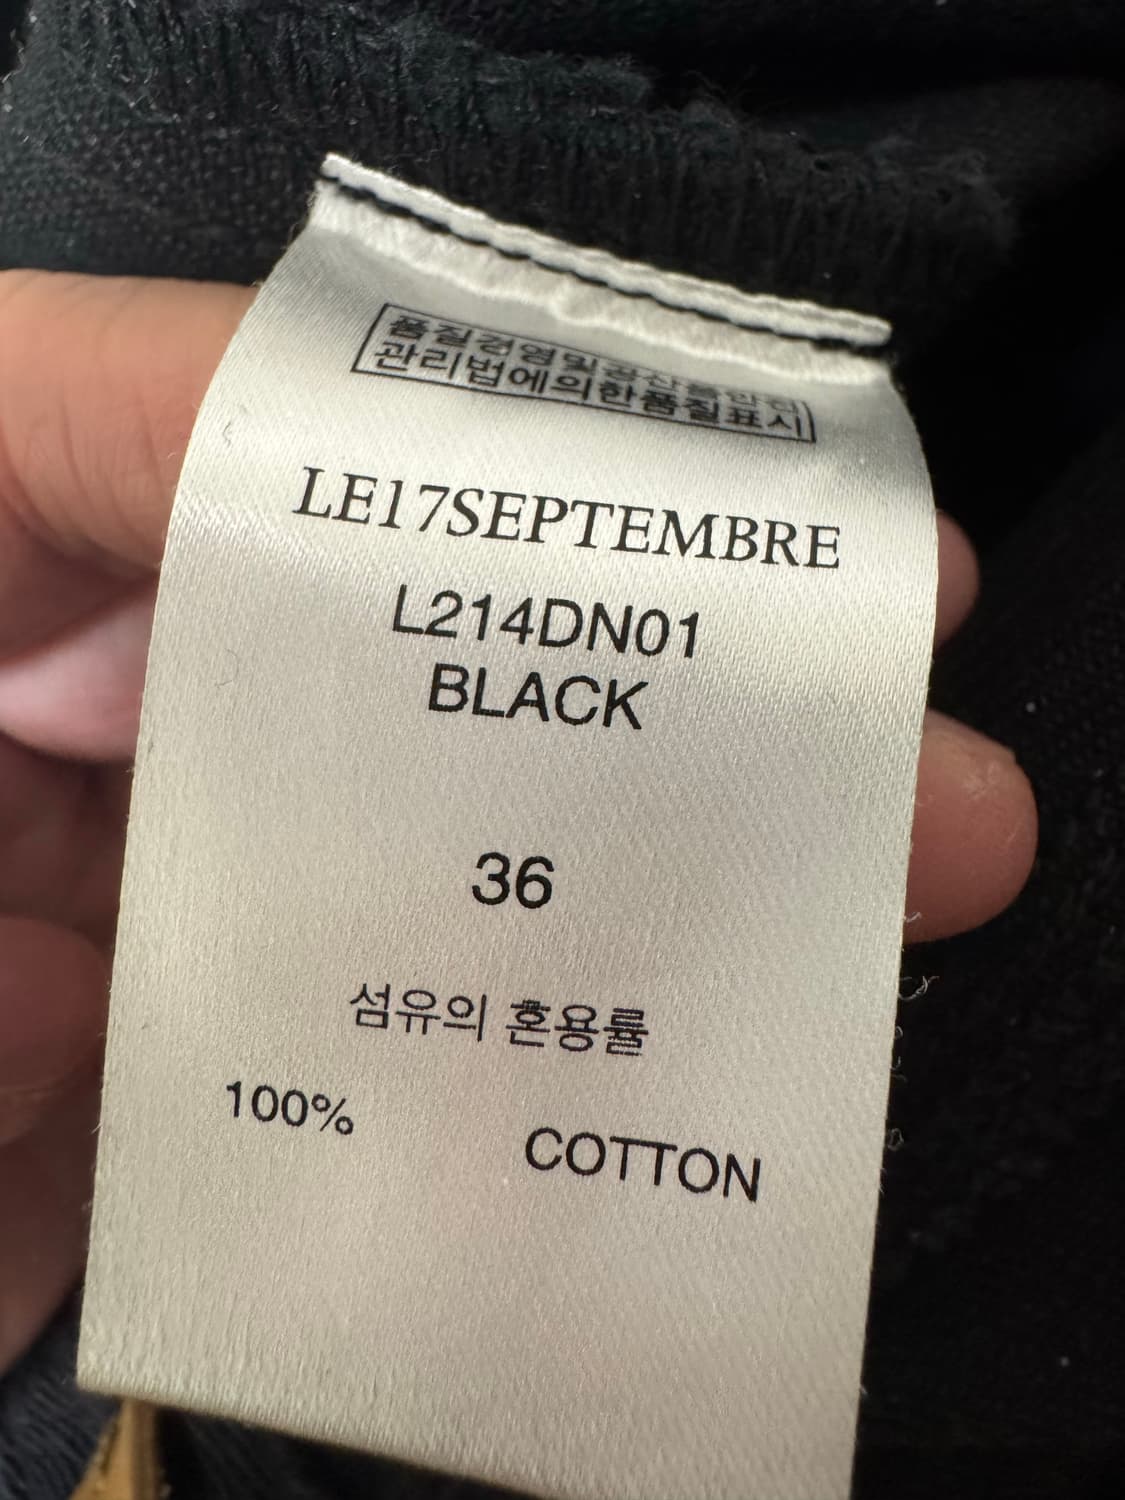 품질경영및공산품안전
관리법에의한품질표시
LE17SEPTEMBRE
L214DN01
BLACK
36
섬유의 혼용률
100% COTTON